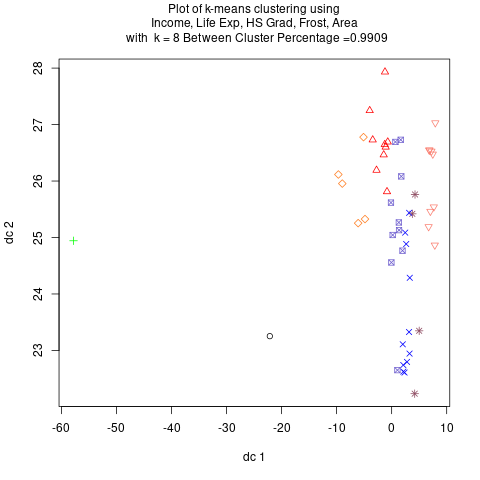 Plot of k-means clustering using
Income, Life Exp, HS Grad, Frost, Area
with  k = 8 Between Cluster Percentage =0.9909
28
27
26
25
24
23
dc 2
-60 -50 -40 -30 -20 -10 0 10
dc 1